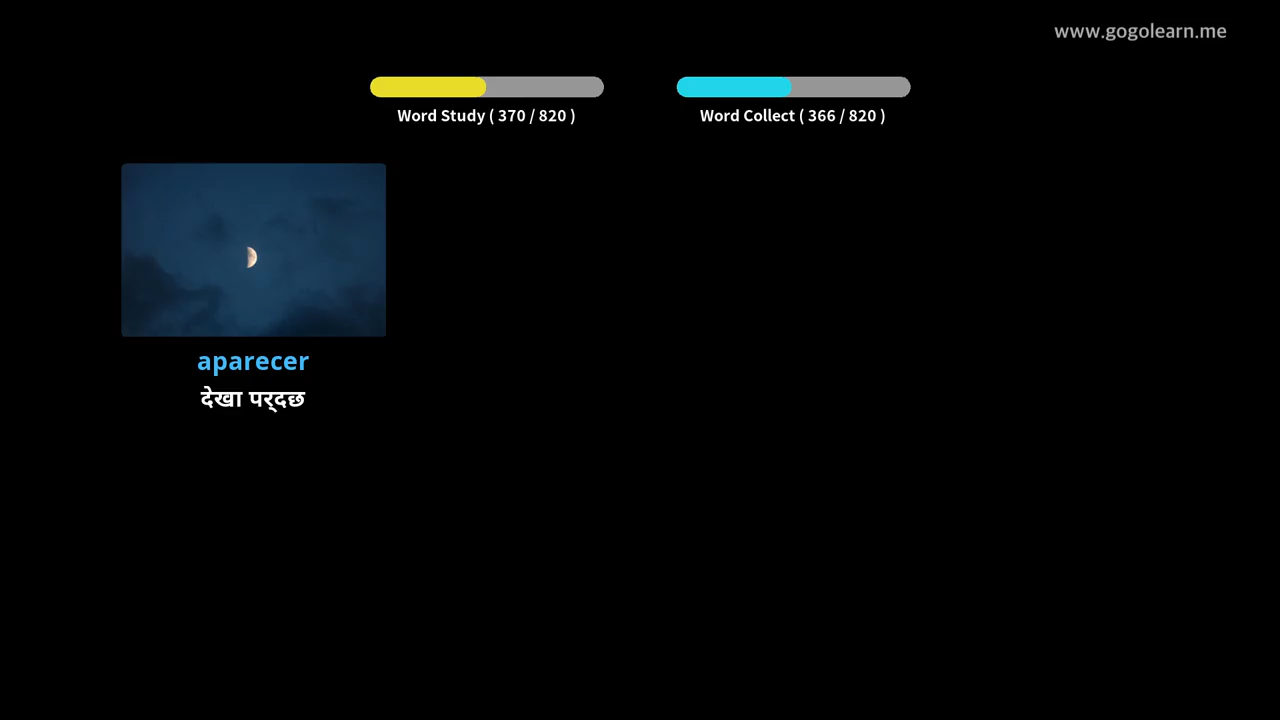 www.gogolearn.me
Word Study ( 370 / 820 )
Word Collect ( 366 / 820 )
aparecer
देखा पर्‌दछ